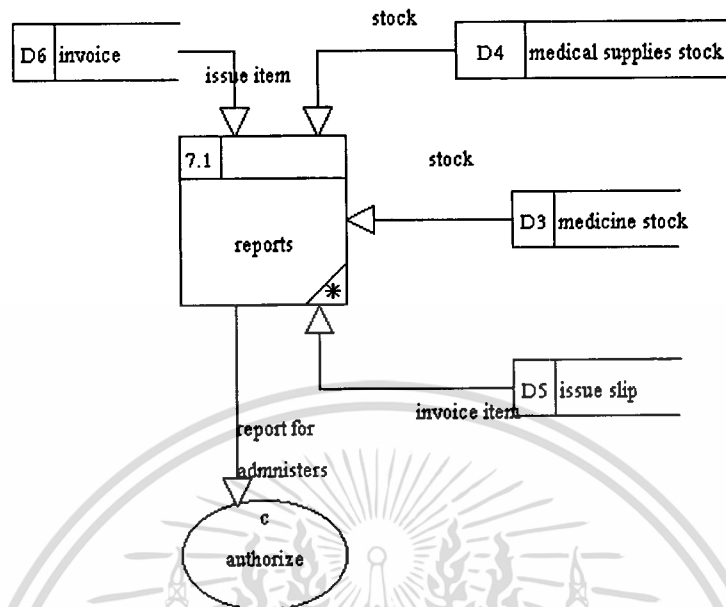 stock
D6 invoice
D4 medical supplies stock
issue item
7.1
stock
reports
D3 medicine stock
*
D5 issue slip
invoice item
report for
admnisters
c
authorize